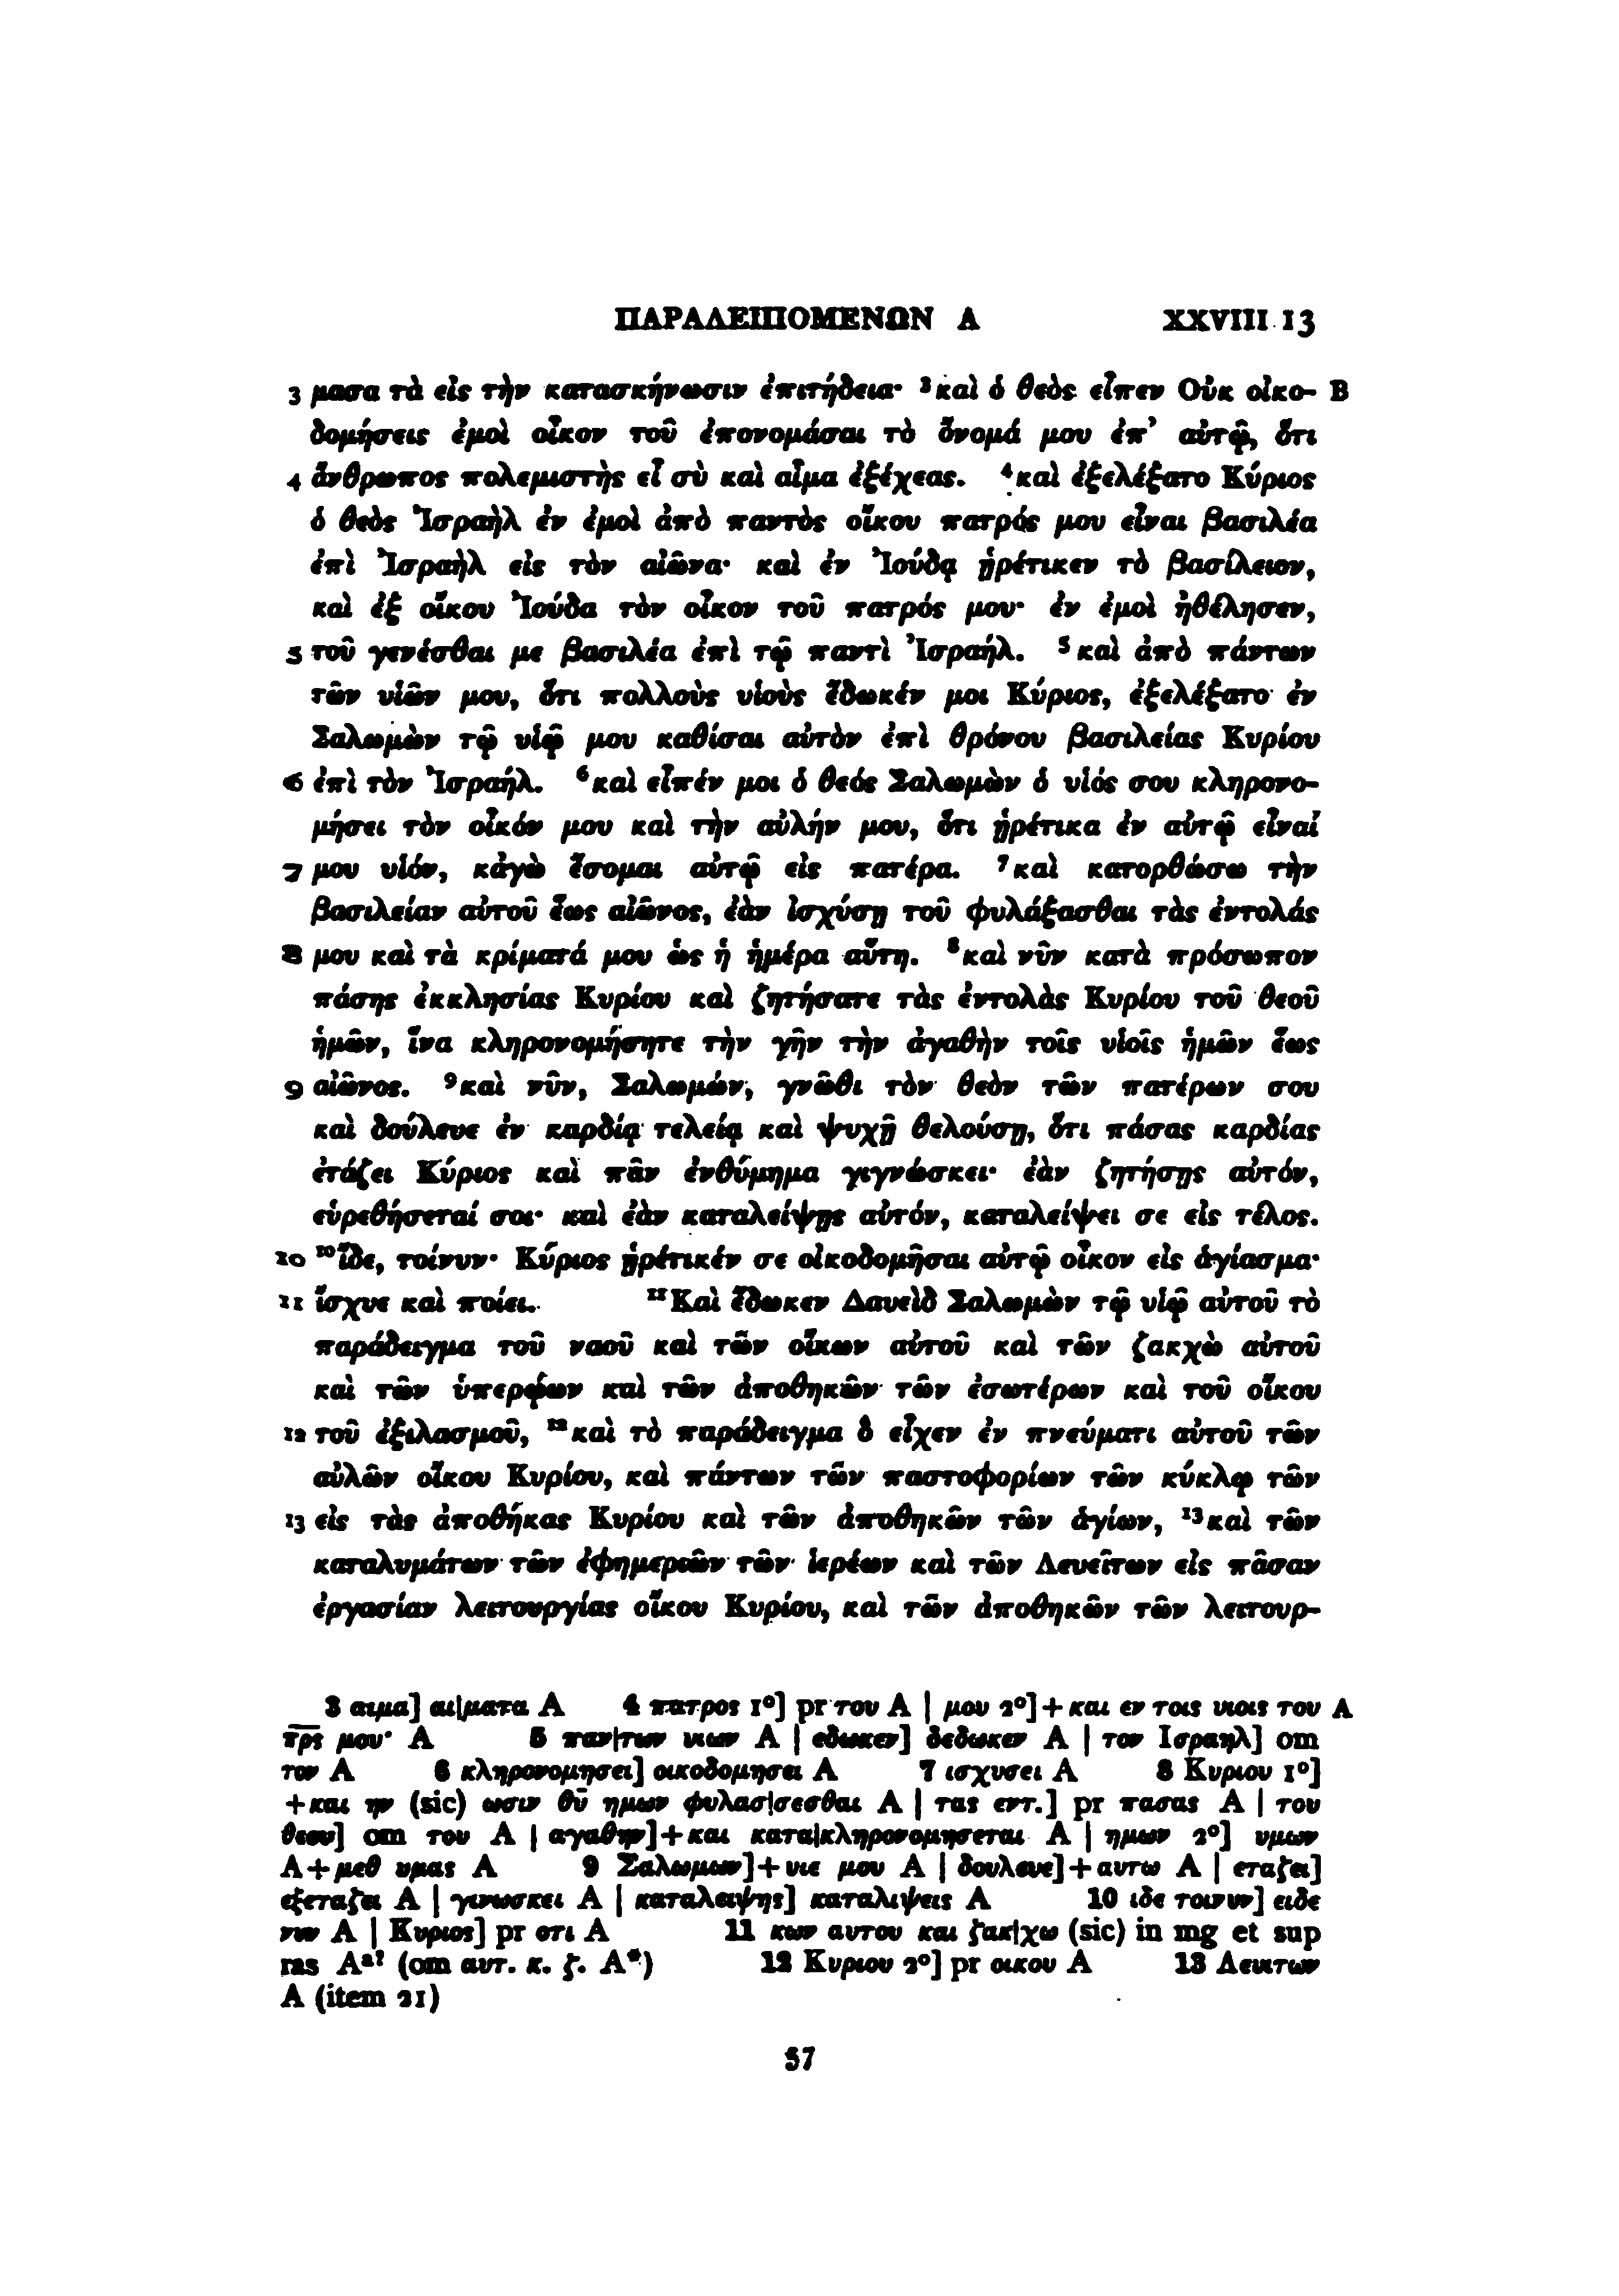 ΠΑΡΑΛΕΙΠΟΜΕΝΩΝ Α XXVIII 13
3 μασα τὰ εἰς τὴν κατασκήνωσιν ἐπιτήδεια· ³καὶ ὁ θεὸς εἶπεν Οὐκ οἰκο- B
δομήσεις ἐμοὶ οἶκον τοῦ ἐπονομάσαι τὸ ὄνομά μου ἐπ’ αὐτῷ, ὅτι
4 ἄνθρωπος πολεμιστὴς εἶ σὺ καὶ αἷμα ἐξέχεας. ⁴καὶ ἐξελέξατο Κύριος
ὁ θεὸς Ἰσραὴλ ἐν ἐμοὶ ἀπὸ παντὸς οἴκου πατρός μου εἶναι βασιλέα
ἐπὶ Ἰσραὴλ εἰς τὸν αἰῶνα· καὶ ἐν Ἰούδᾳ ᾑρέτικεν τὸ βασίλειον,
καὶ ἐξ οἴκου Ἰούδα τὸν οἶκον τοῦ πατρός μου· ἐν ἐμοὶ ἠθέλησεν,
5 τοῦ γενέσθαι με βασιλέα ἐπὶ τῷ παντὶ Ἰσραήλ. ⁵καὶ ἀπὸ πάντων
τῶν υἱῶν μου, ὅτι πολλοὺς υἱοὺς ἔδωκέν μοι Κύριος, ἐξελέξατο ἐν
Σαλωμὼν τῷ υἱῷ μου καθίσαι αὐτὸν ἐπὶ θρόνου βασιλείας Κυρίου
6 ἐπὶ τὸν Ἰσραήλ. ⁶καὶ εἶπέν μοι ὁ θεός Σαλωμὼν ὁ υἱός σου κληρονο-
μήσει τὸν οἶκόν μου καὶ τὴν αὐλήν μου, ὅτι ᾑρέτικα ἐν αὐτῷ εἶναί
7 μου υἱόν, κἀγὼ ἔσομαι αὐτῷ εἰς πατέρα. ⁷καὶ κατορθώσω τὴν
βασιλείαν αὐτοῦ ἕως αἰῶνος, ἐὰν ἰσχύσῃ τοῦ φυλάξασθαι τὰς ἐντολάς
8 μου καὶ τὰ κρίματά μου ὡς ἡ ἡμέρα αὕτη. ⁸καὶ νῦν κατὰ πρόσωπον
πάσης ἐκκλησίας Κυρίου καὶ ζητήσατε τὰς ἐντολὰς Κυρίου τοῦ θεοῦ
ἡμῶν, ἵνα κληρονομήσητε τὴν γῆν τὴν ἀγαθὴν τοῖς υἱοῖς ἡμῶν ἕως
9 αἰῶνος. ⁹καὶ νῦν, Σαλωμών, γνῶθι τὸν θεὸν τῶν πατέρων σου
καὶ δούλευε ἐν καρδίᾳ τελείᾳ καὶ ψυχῇ θελούσῃ, ὅτι πάσας καρδίας
ἐτάζει Κύριος καὶ πᾶν ἐνθύμημα γιγνώσκει· ἐὰν ζητήσῃς αὐτόν,
εὑρεθήσεταί σοι· καὶ ἐὰν καταλείψῃς αὐτόν, καταλείψει σε εἰς τέλος.
10 ¹⁰ἴδε, τοίνυν· Κύριος ᾑρέτικέν σε οἰκοδομῆσαι αὐτῷ οἶκον εἰς ἁγίασμα·
11 ἴσχυε καὶ ποίει. ¹¹Καὶ ἔδωκεν Δαυεὶδ Σαλωμὼν τῷ υἱῷ αὐτοῦ τὸ
παράδειγμα τοῦ ναοῦ καὶ τῶν οἴκων αὐτοῦ καὶ τῶν ζακχὼ αὐτοῦ
καὶ τῶν ὑπερῴων καὶ τῶν ἀποθηκῶν τῶν ἐσωτέρων καὶ τοῦ οἴκου
12 τοῦ ἐξιλασμοῦ, ¹²καὶ τὸ παράδειγμα ὃ εἶχεν ἐν πνεύματι αὐτοῦ τῶν
αὐλῶν οἴκου Κυρίου, καὶ πάντων τῶν παστοφορίων τῶν κύκλῳ τῶν
13 εἰς τὰς ἀποθήκας Κυρίου καὶ τῶν ἀποθηκῶν τῶν ἁγίων, ¹³καὶ τῶν
καταλυμάτων τῶν ἐφημεριῶν τῶν ἱερέων καὶ τῶν Λευεῖτων εἰς πᾶσαν
ἐργασίαν λειτουργίας οἴκου Κυρίου, καὶ τῶν ἀποθηκῶν τῶν λειτουρ-
3 αιμα] αι|ματα A 4 πατρος 1°] pr του A | μου 2°]+και εν τοις υιοις του A
πρς μου· A 5 παν|των υιων A | εδωκεν] δεδωκεν A | τον Ισραηλ] om
τον A 6 κληρονομησει] οικοδομησει A 7 ισχυσει A 8 Κυριου 1°]
+και ην (sic) ωσιν θυ ημων φυλασ|σεσθαι A | τας εντ.] pr πασας A | του
θεου] om του A | αγαθην]+και κατα|κληρονομησεται A | ημων 2°] υμων
A+μεθ υμας A 9 Σαλωμων]+υιε μου A | δουλευε]+αυτω A | εταζει]
εξεταζει A | γινωσκει A | καταλειψης] καταλιψεις A 10 ιδε τοινυν] ειδε
νυν A | Κυριος] pr οτι A 11 κων αυτου και ζακ|χω (sic) in mg et sup
ras Aᵃ? (om αυτ. κ. ζ. A*) 12 Κυριου 2°] pr οικου A 13 Λευιτων
A (item 21)
57